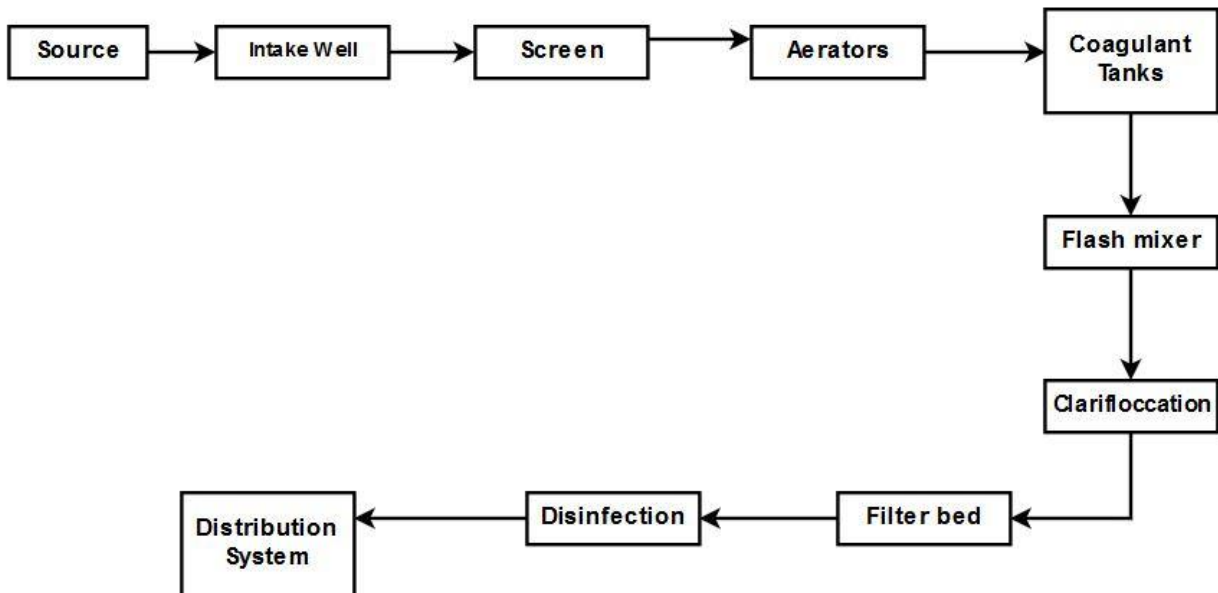 Source
Intake Well
Screen
Aerators
Coagulant
Tanks
Flash mixer
Clarifloccation
Filter bed
Disinfection
Distribution
System